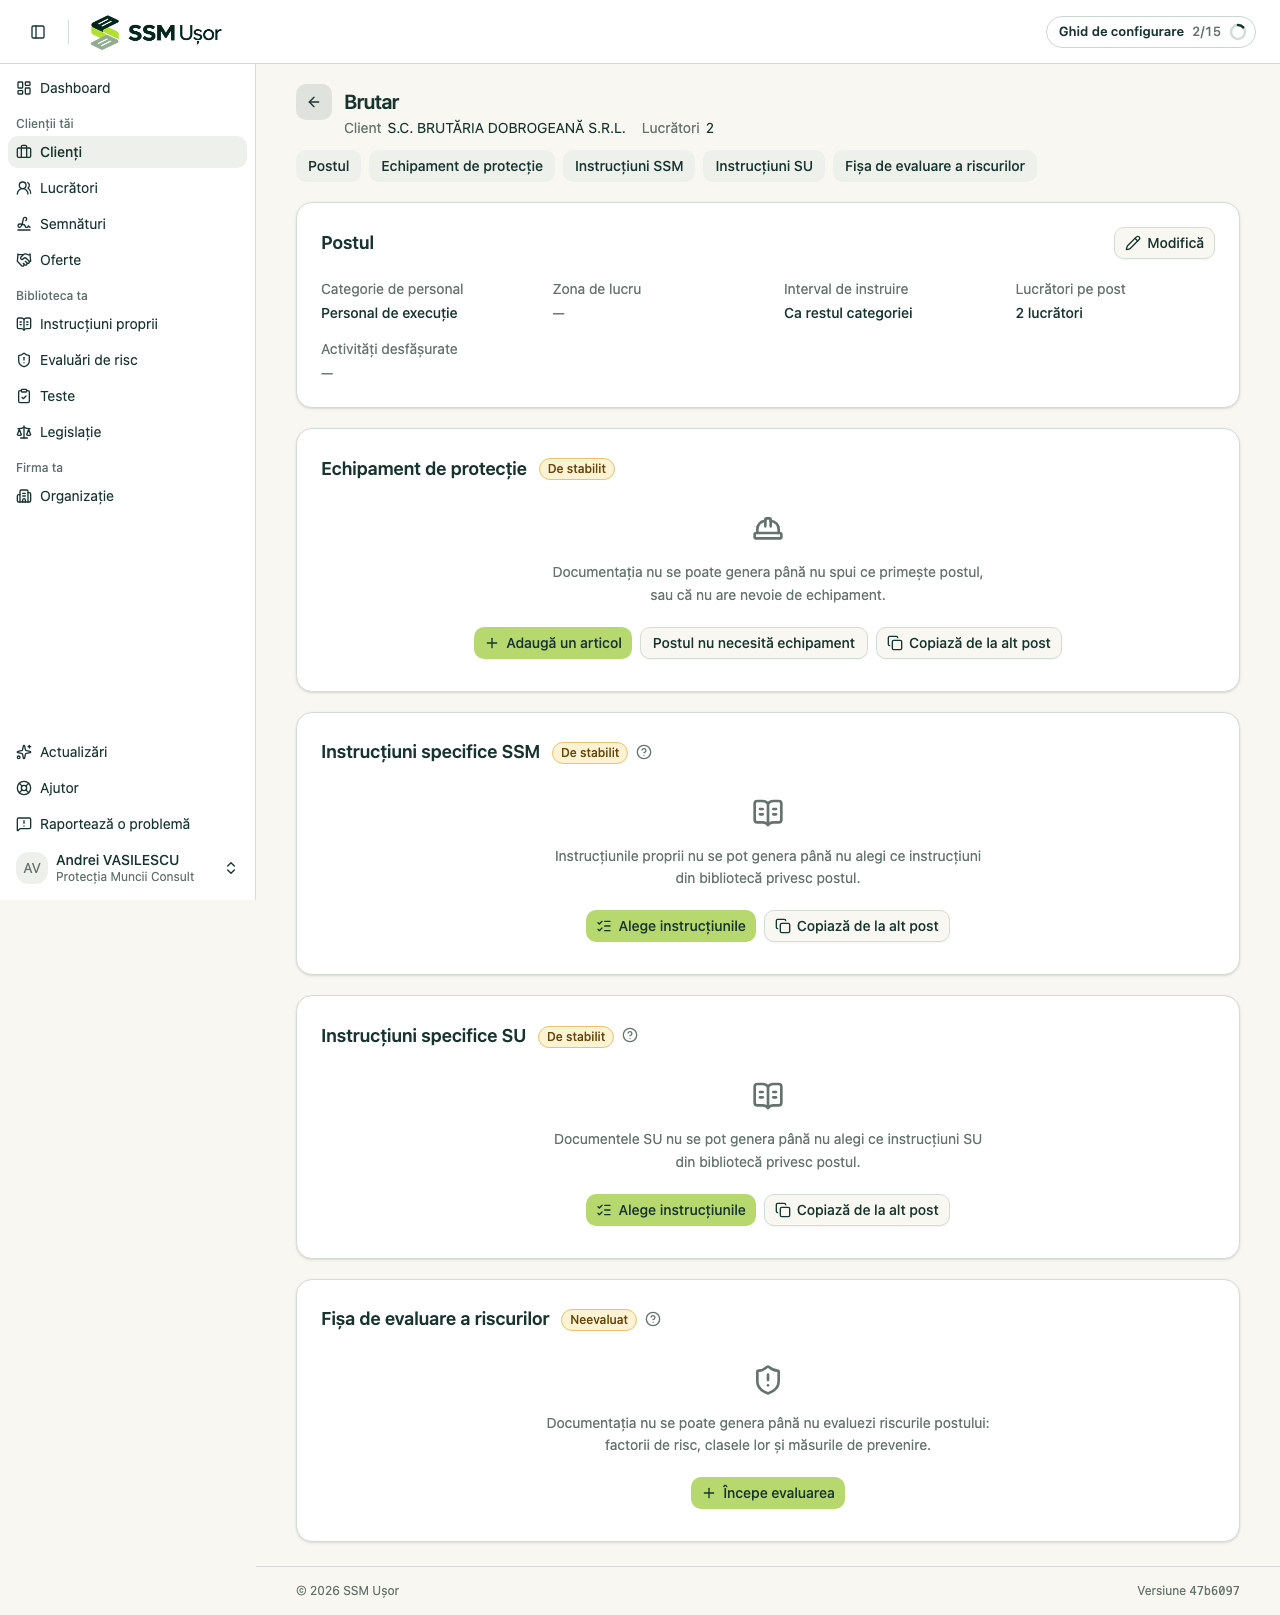 SSM Ușor
Ghid de configurare 2/15
Dashboard
Clienții tăi
Clienți
Lucrători
Semnături
Oferte
Biblioteca ta
Instrucțiuni proprii
Evaluări de risc
Teste
Legislație
Firma ta
Organizație
Actualizări
Ajutor
Raportează o problemă
AV
Andrei VASILESCU
Protecția Muncii Consult
Brutar
Client S.C. BRUTĂRIA DOBROGEANĂ S.R.L. Lucrători 2
Postul Echipament de protecție Instrucțiuni SSM Instrucțiuni SU Fișa de evaluare a riscurilor
Postul
Modifică
Categorie de personal Zona de lucru Interval de instruire Lucrători pe post
Personal de execuție — Ca restul categoriei 2 lucrători
Activități desfășurate
—
Echipament de protecție De stabilit
Documentația nu se poate genera până nu spui ce primește postul,
sau că nu are nevoie de echipament.
Adaugă un articol Postul nu necesită echipament Copiază de la alt post
Instrucțiuni specifice SSM De stabilit
Instrucțiunile proprii nu se pot genera până nu alegi ce instrucțiuni
din bibliotecă privesc postul.
Alege instrucțiunile Copiază de la alt post
Instrucțiuni specifice SU De stabilit
Documentele SU nu se pot genera până nu alegi ce instrucțiuni SU
din bibliotecă privesc postul.
Alege instrucțiunile Copiază de la alt post
Fișa de evaluare a riscurilor Neevaluat
Documentația nu se poate genera până nu evaluezi riscurile postului:
factorii de risc, clasele lor și măsurile de prevenire.
Începe evaluarea
© 2026 SSM Ușor
Versiune 47b6097